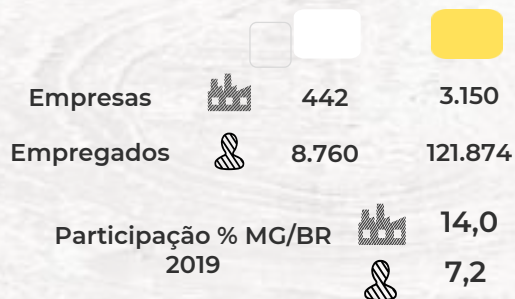 Empresas 442 3.150
Empregados 8.760 121.874
Participação % MG/BR 14,0
2019 7,2